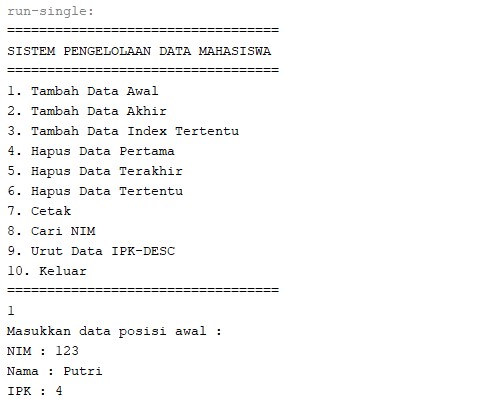 run-single:
==================================
SISTEM PENGELOLAAN DATA MAHASISWA
==================================
1. Tambah Data Awal
2. Tambah Data Akhir
3. Tambah Data Index Tertentu
4. Hapus Data Pertama
5. Hapus Data Terakhir
6. Hapus Data Tertentu
7. Cetak
8. Cari NIM
9. Urut Data IPK-DESC
10. Keluar
==================================
1
Masukkan data posisi awal :
NIM : 123
Nama : Putri
IPK : 4